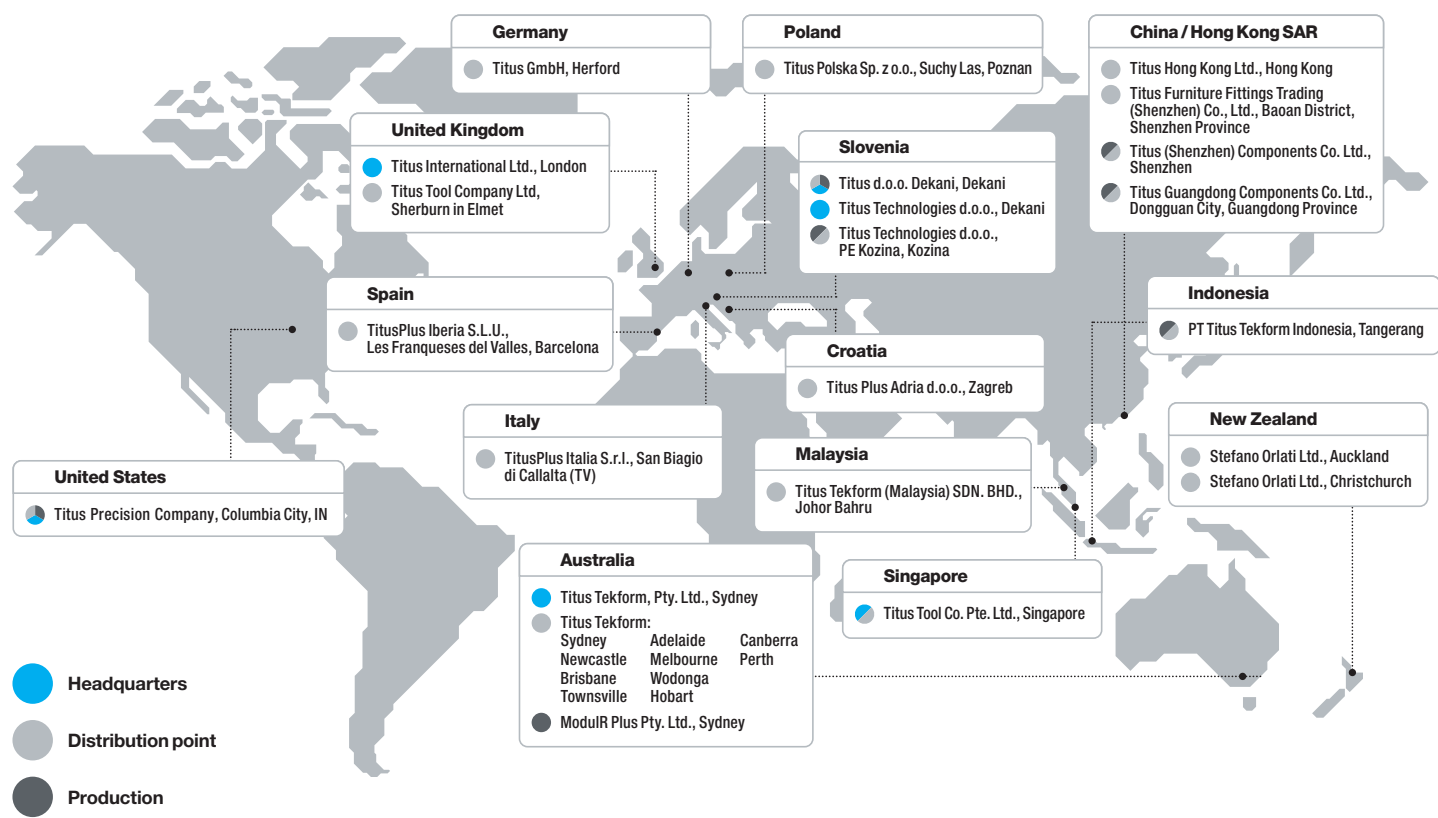 Germany
Titus GmbH, Herford
Poland
Titus Polska Sp. z o.o., Suchy Las, Poznan
China / Hong Kong SAR
Titus Hong Kong Ltd., Hong Kong
Titus Furniture Fittings Trading
(Shenzhen) Co., Ltd., Baoan District,
Shenzhen Province
Titus (Shenzhen) Components Co. Ltd.,
Shenzhen
Titus Guangdong Components Co. Ltd.,
Dongguan City, Guangdong Province
United Kingdom
Titus International Ltd., London
Titus Tool Company Ltd,
Sherburn in Elmet
Slovenia
Titus d.o.o. Dekani, Dekani
Titus Technologies d.o.o., Dekani
Titus Technologies d.o.o.,
PE Kozina, Kozina
Spain
TitusPlus Iberia S.L.U.,
Les Franqueses del Valles, Barcelona
Indonesia
PT Titus Tekform Indonesia, Tangerang
Croatia
Titus Plus Adria d.o.o., Zagreb
Italy
TitusPlus Italia S.r.l., San Biagio
di Callalta (TV)
New Zealand
Stefano Orlati Ltd., Auckland
Stefano Orlati Ltd., Christchurch
Malaysia
Titus Tekform (Malaysia) SDN. BHD.,
Johor Bahru
United States
Titus Precision Company, Columbia City, IN
Australia
Titus Tekform, Pty. Ltd., Sydney
Titus Tekform:
Sydney Adelaide Canberra
Newcastle Melbourne Perth
Brisbane Wodonga
Townsville Hobart
ModulR Plus Pty. Ltd., Sydney
Singapore
Titus Tool Co. Pte. Ltd., Singapore
Headquarters
Distribution point
Production